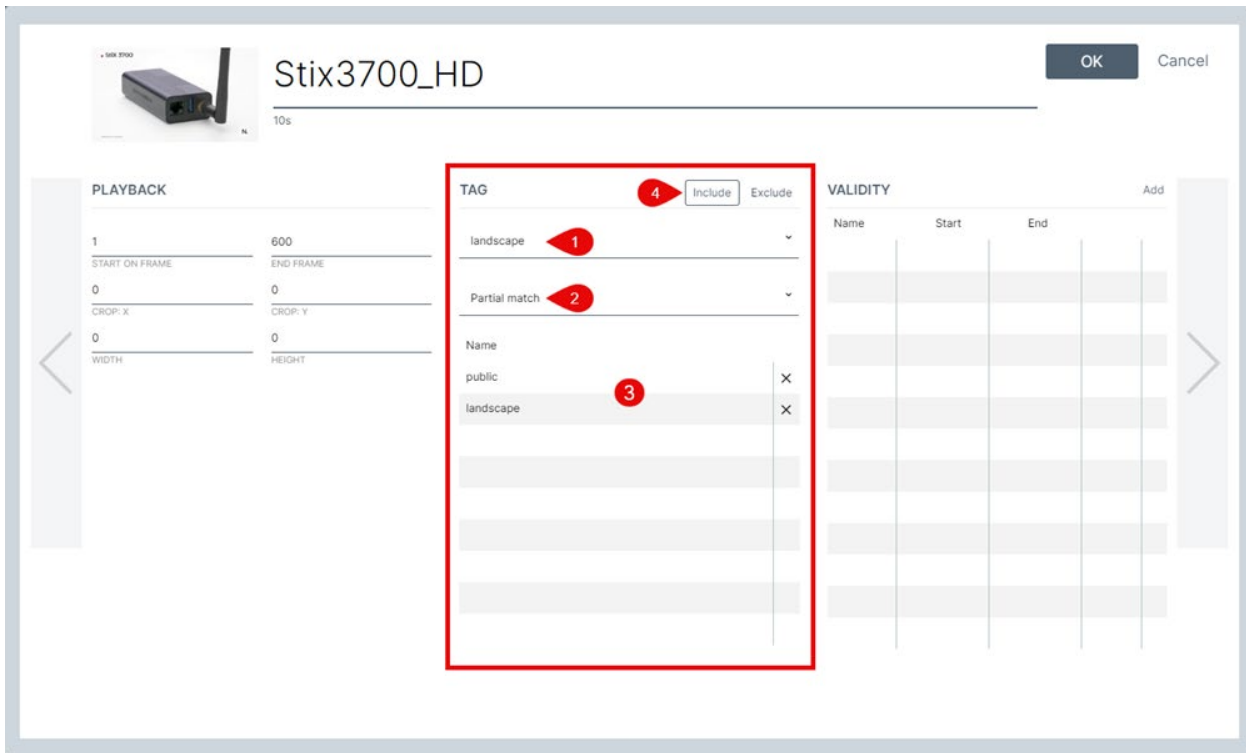 STIX 3700
N.
Stix3700_HD
10s
OK
Cancel
PLAYBACK
1
600
START ON FRAME
END FRAME
0
0
CROP: X
CROP: Y
0
0
WIDTH
HEIGHT
TAG
4
Include
Exclude
landscape
1
Partial match
2
Name
public
3
landscape
VALIDITY
Add
Name
Start
End